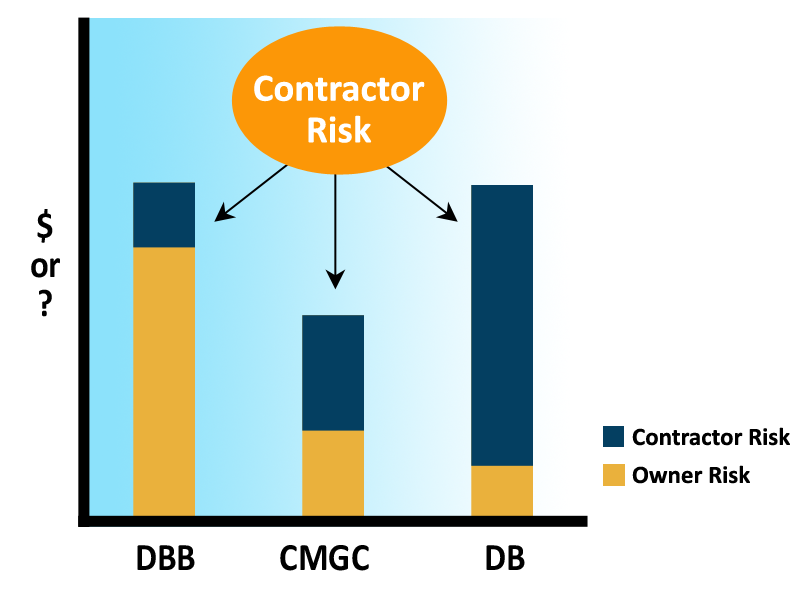 Contractor
Risk
$
or
?
Contractor Risk
Owner Risk
DBB
CMGC
DB